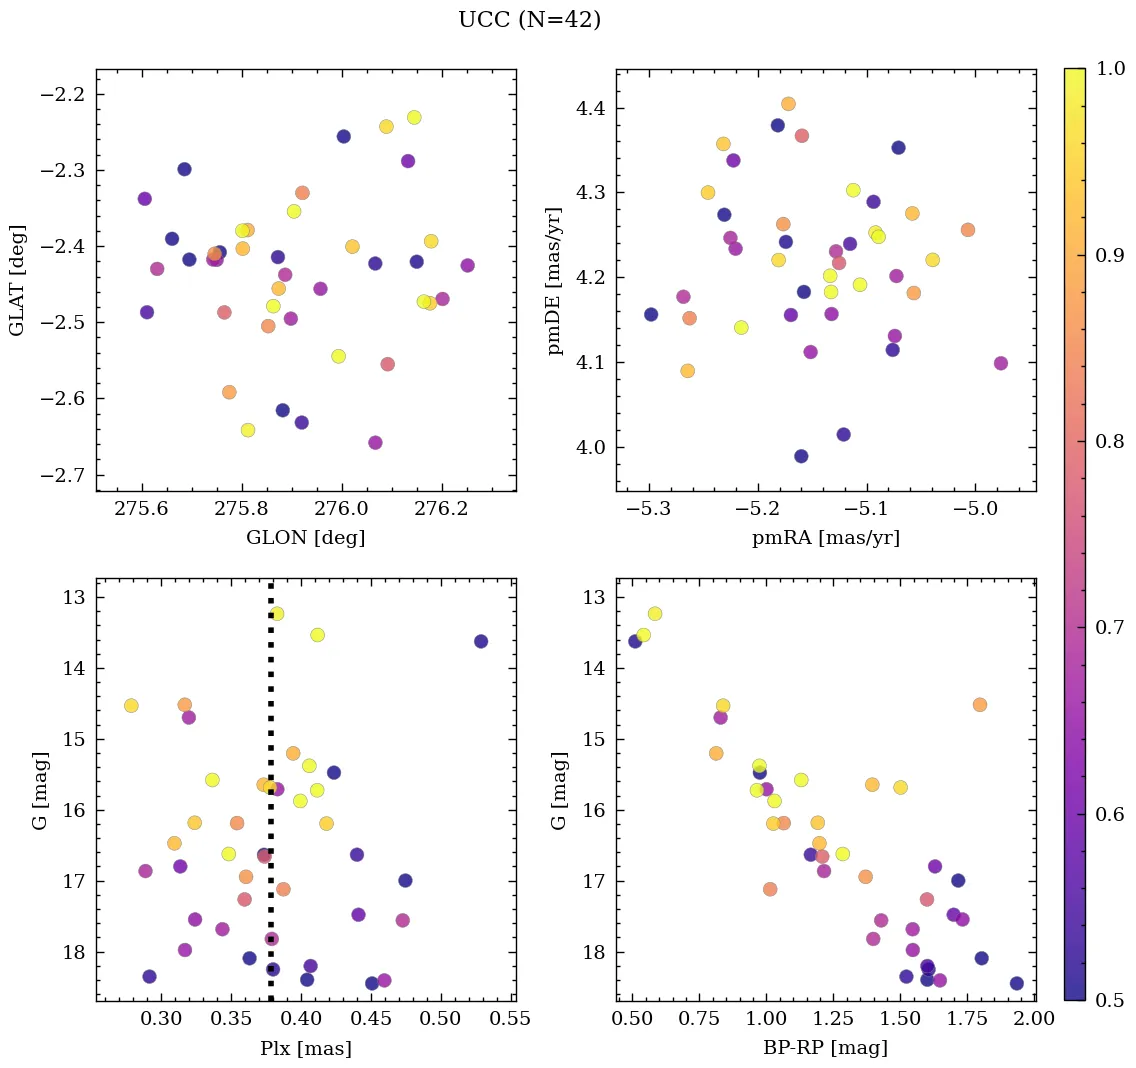 UCC (N=42)
−2.2
−2.3
−2.4
−2.5
−2.6
−2.7
GLAT [deg]
275.6 275.8 276.0 276.2
GLON [deg]
4.4
4.3
4.2
4.1
4.0
pmDE [mas/yr]
−5.3 −5.2 −5.1 −5.0
pmRA [mas/yr]
13
14
15
16
17
18
G [mag]
0.30 0.35 0.40 0.45 0.50 0.55
Plx [mas]
13
14
15
16
17
18
G [mag]
0.50 0.75 1.00 1.25 1.50 1.75 2.00
BP-RP [mag]
1.0
0.9
0.8
0.7
0.6
0.5